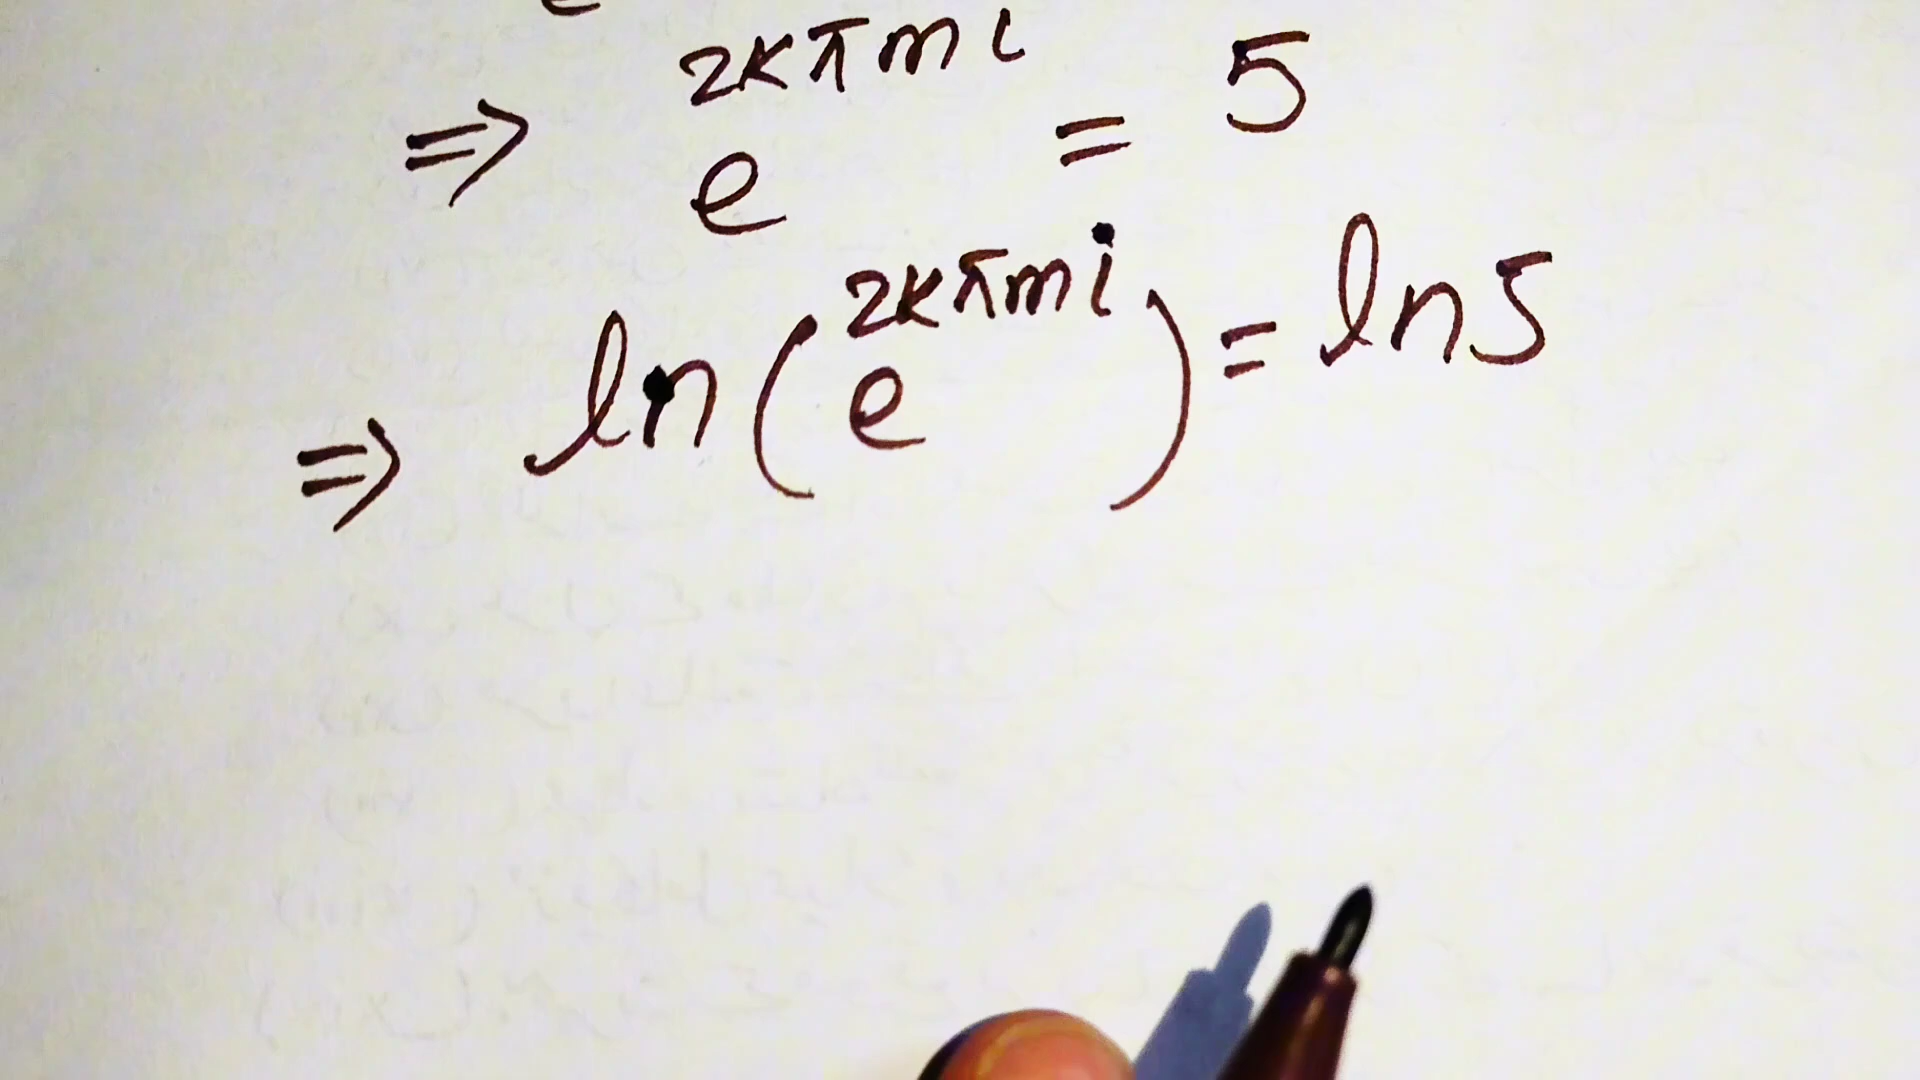 ⇒ e^{2kπmi} = 5
⇒ ln(e^{2kπmi}) = ln5